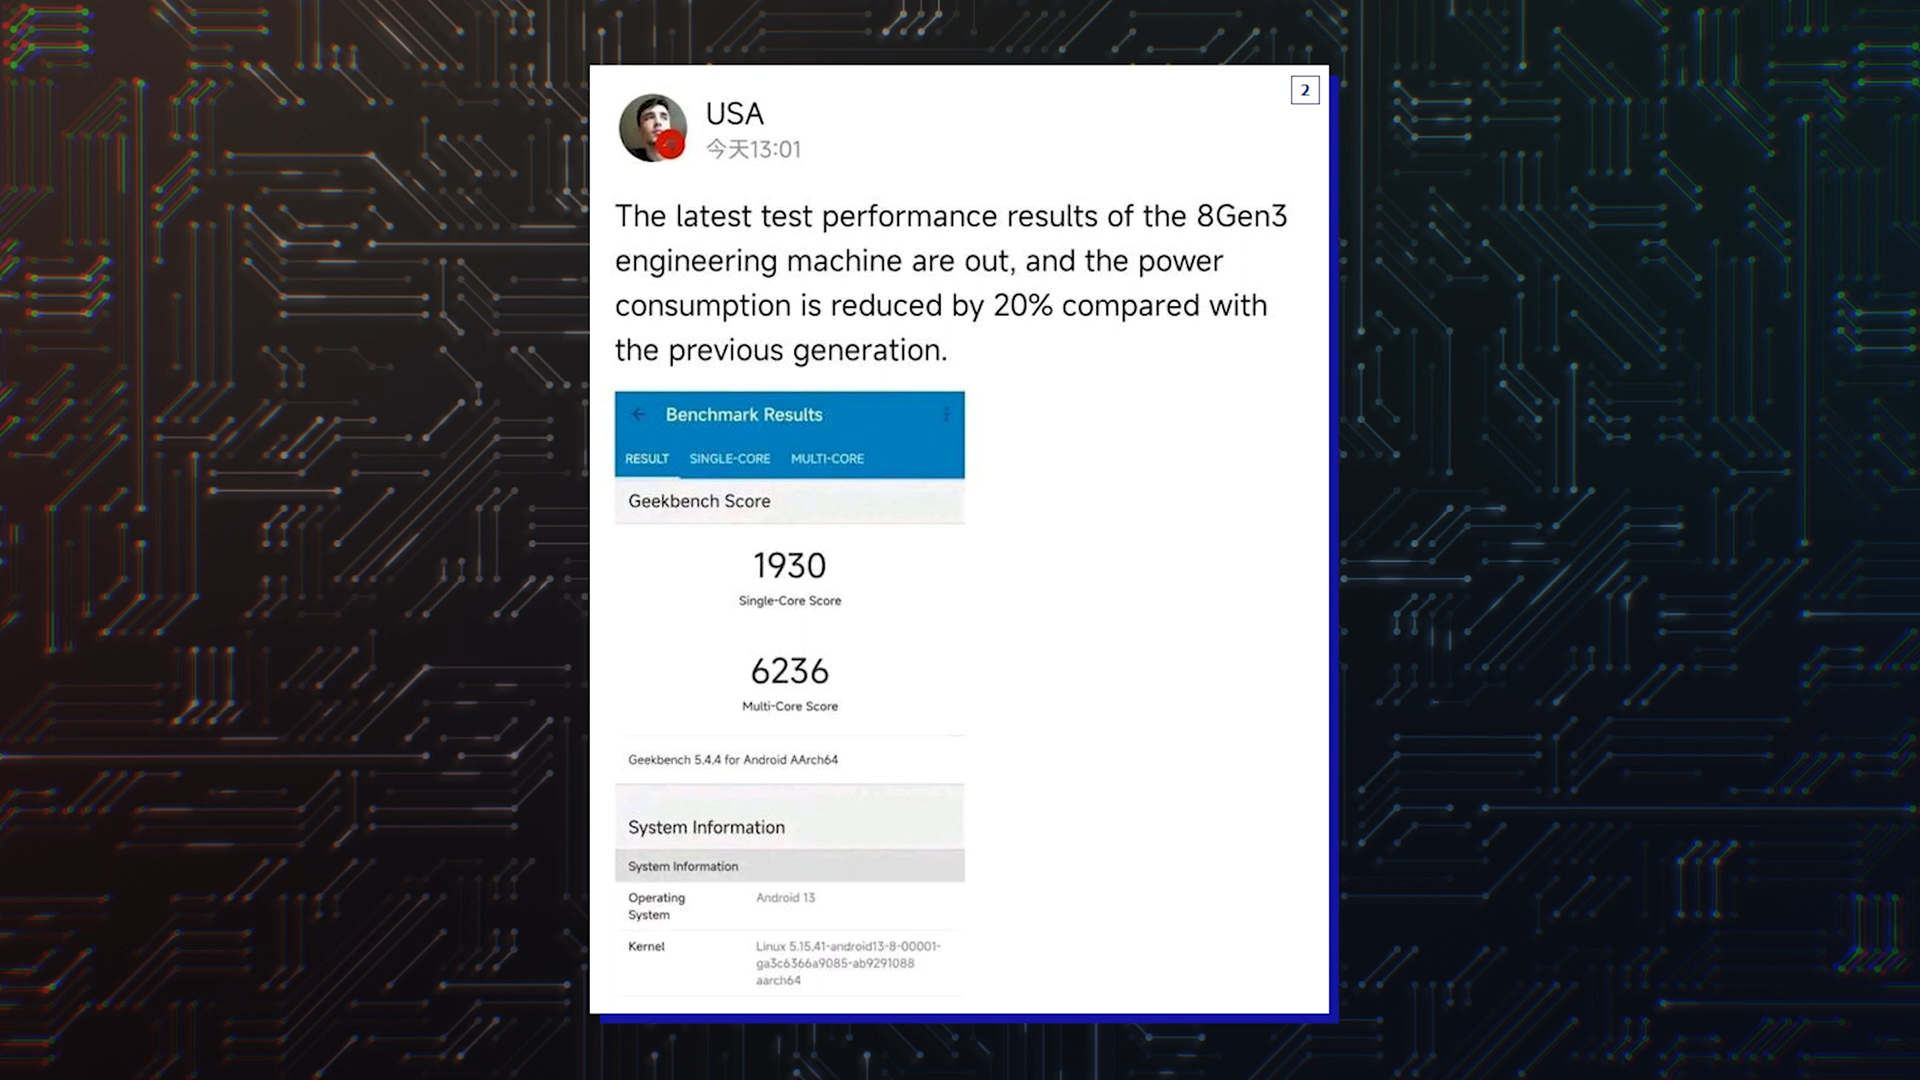 2
USA
今天13:01
The latest test performance results of the 8Gen3
engineering machine are out, and the power
consumption is reduced by 20% compared with
the previous generation.
Benchmark Results
RESULT SINGLE-CORE MULTI-CORE
Geekbench Score
1930
Single-Core Score
6236
Multi-Core Score
Geekbench 5.4.4 for Android AArch64
System Information
System Information
Operating System
Android 13
Kernel
Linux 5.15.41-android13-8-00001-
ga3c6366a9085-ab9291088
aarch64